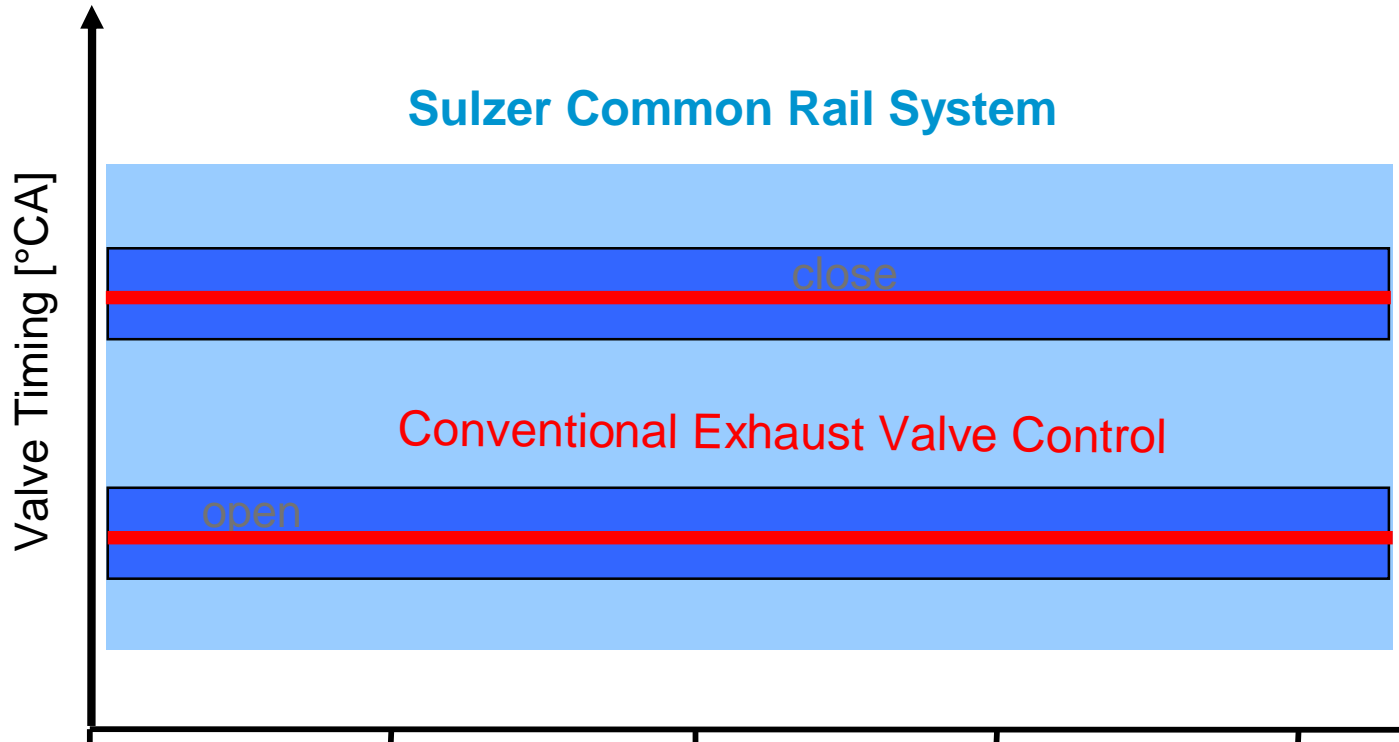 Sulzer Common Rail System
Valve Timing [°CA]
close
Conventional Exhaust Valve Control
open